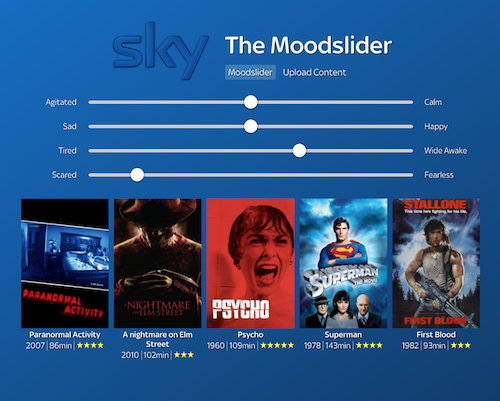 sky The Moodslider
Moodslider Upload Content
Agitated Calm
Sad Happy
Tired Wide Awake
Scared Fearless
PARANORMAL
ACTIVITY
A
NIGHTMARE
ON ELM STREET
PSYCHO
SUPERMAN
THE MOVIE
STALLONE
This time he's fighting for his life.
FIRST BLOOD
Paranormal Activity
2007|86min|★★★★
A nightmare on Elm
Street
2010|102min|★★★
Psycho
1960|109min|★★★★★
Superman
1978|143min|★★★★
First Blood
1982|93min|★★★